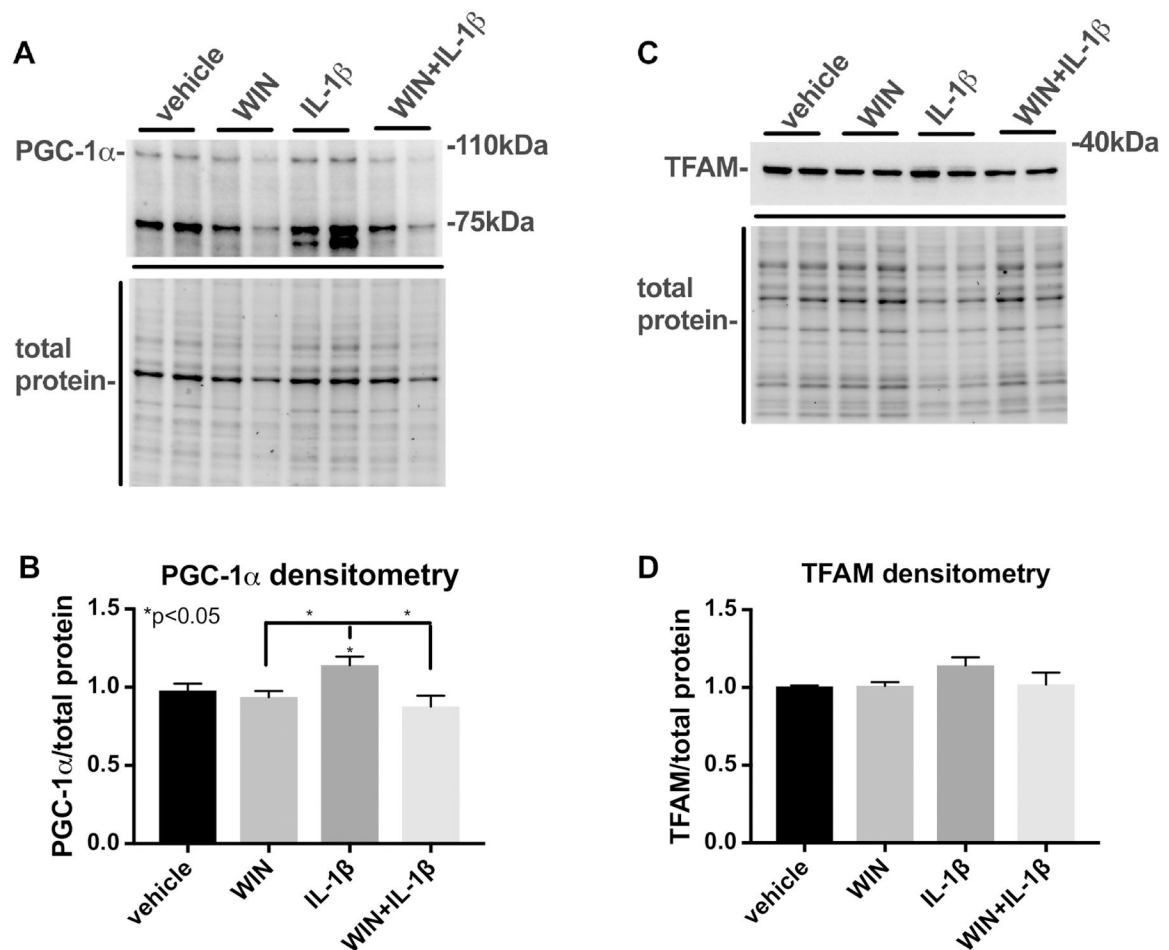 A
vehicle
WIN
IL-1β
WIN+IL-1β
PGC-1α-
-110kDa
-75kDa
total
protein-
C
vehicle
WIN
IL-1β
WIN+IL-1β
-40kDa
TFAM-
total
protein-
B
PGC-1α densitometry
*p<0.05
* *
*
PGC-1α/total protein
1.5
1.0
0.5
0.0
vehicle
WIN
IL-1β
WIN+IL-1β
D
TFAM densitometry
TFAM/total protein
1.5
1.0
0.5
0.0
vehicle
WIN
IL-1β
WIN+IL-1β